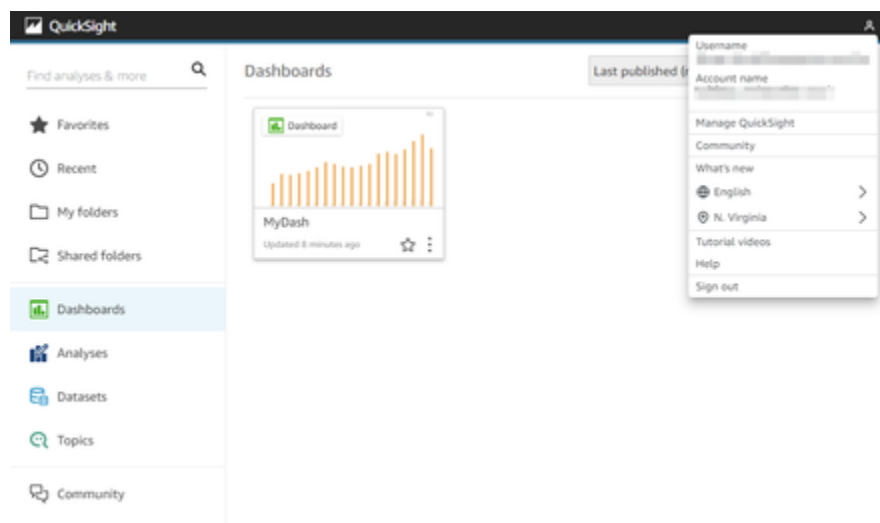 QuickSight
Find analyses & more
Favorites
Recent
My folders
Shared folders
Dashboards
Analyses
Datasets
Topics
Community
Dashboards
Last published (
Dashboard
MyDash
Updated 8 minutes ago
Username
Account name
Manage QuickSight
Community
What's new
English
N. Virginia
Tutorial videos
Help
Sign out